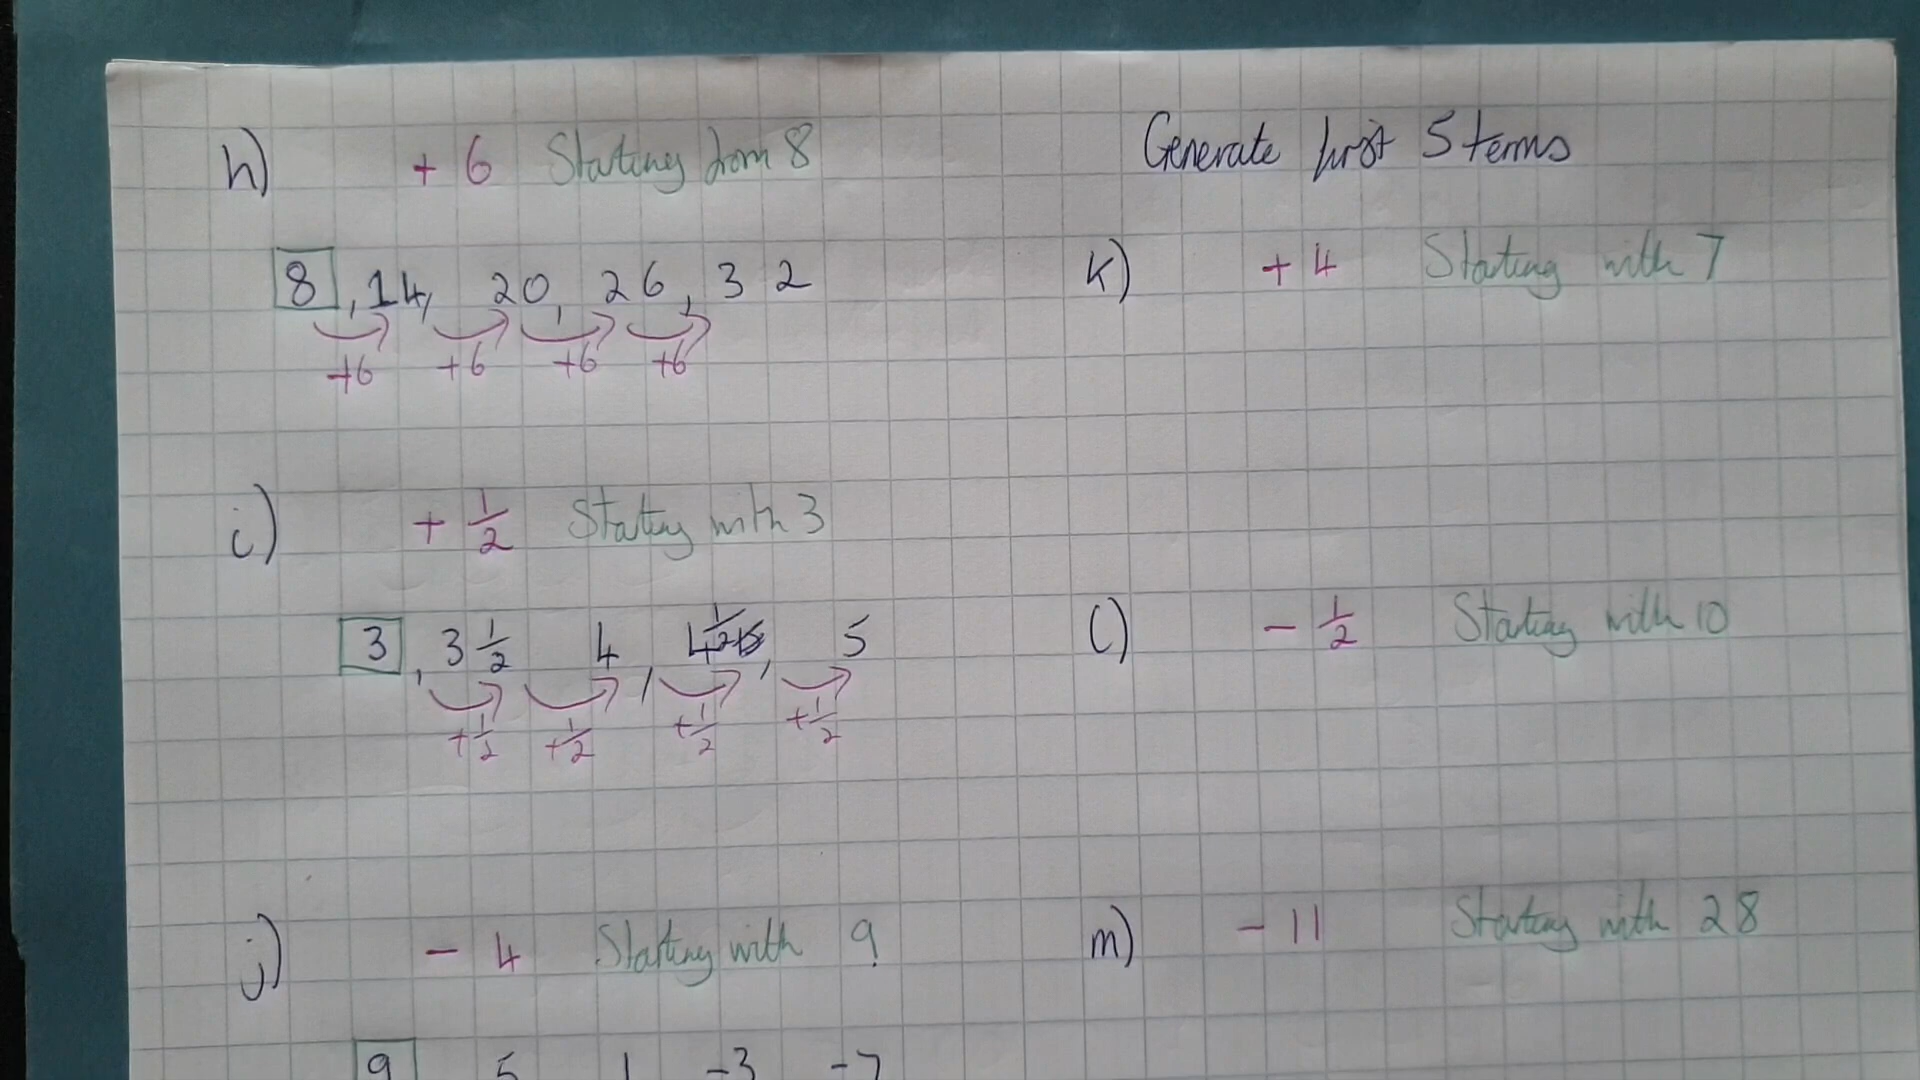 h) + 6 Starting from 8
8, 14, 20, 26, 32
+6 +6 +6 +6
i) + 1/2 Starting with 3
3, 3 1/2 4, 4 1/2, 5
+1/2 +1/2 +1/2 +1/2
j) - 4 Starting with 9
9 5 1 -3 -7
Generate first 5 terms
k) + 4 Starting with 7
l) - 1/2 Starting with 10
m) - 11 Starting with 28